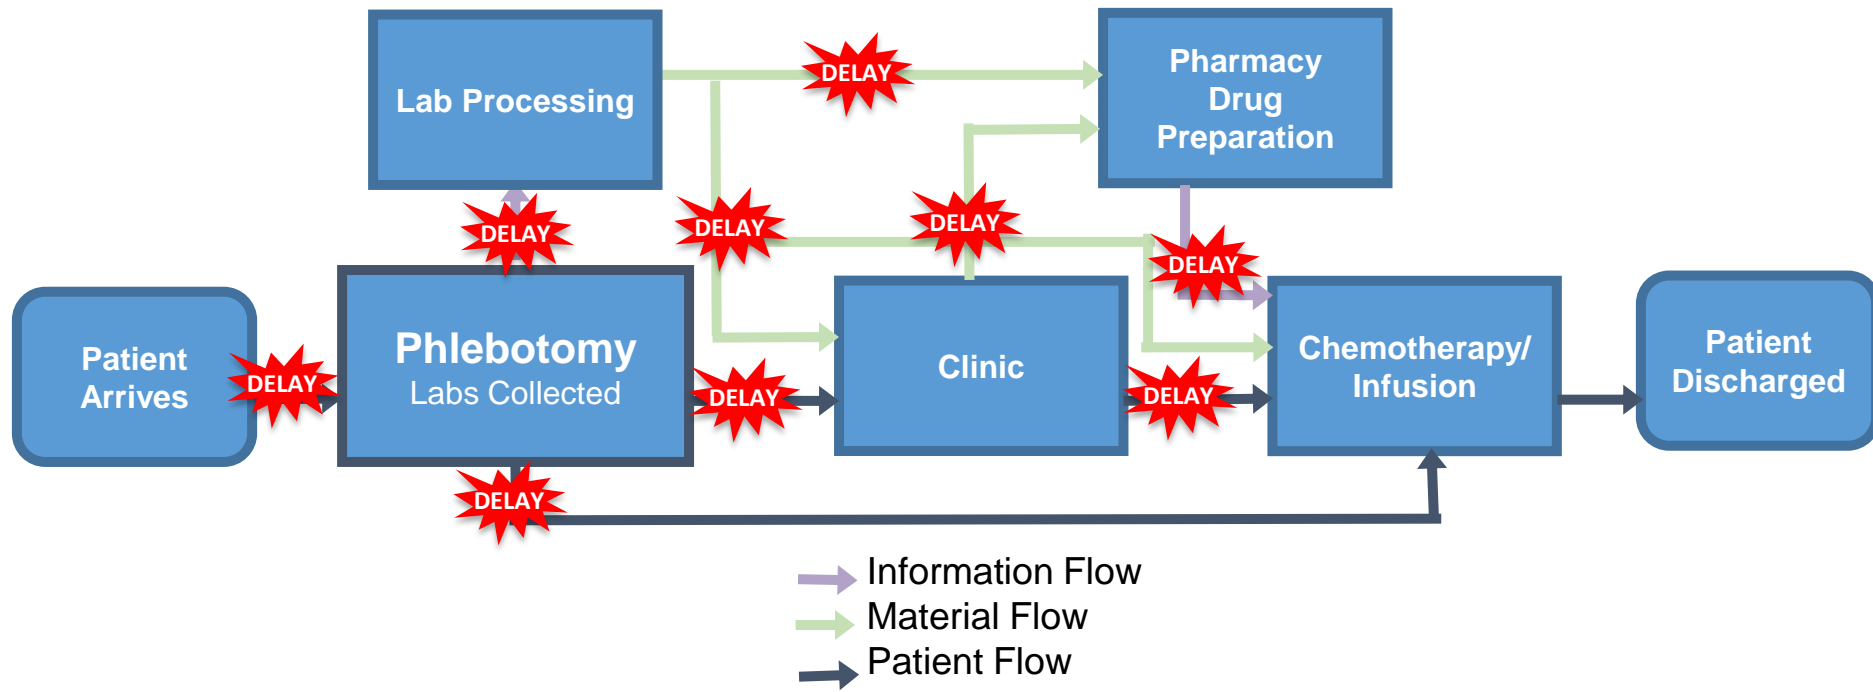 Lab Processing
DELAY
Pharmacy
Drug
Preparation
DELAY
DELAY
DELAY
DELAY
Patient
Arrives
DELAY
Phlebotomy
Labs Collected
DELAY
Clinic
DELAY
Chemotherapy/
Infusion
Patient
Discharged
DELAY
Information Flow
Material Flow
Patient Flow